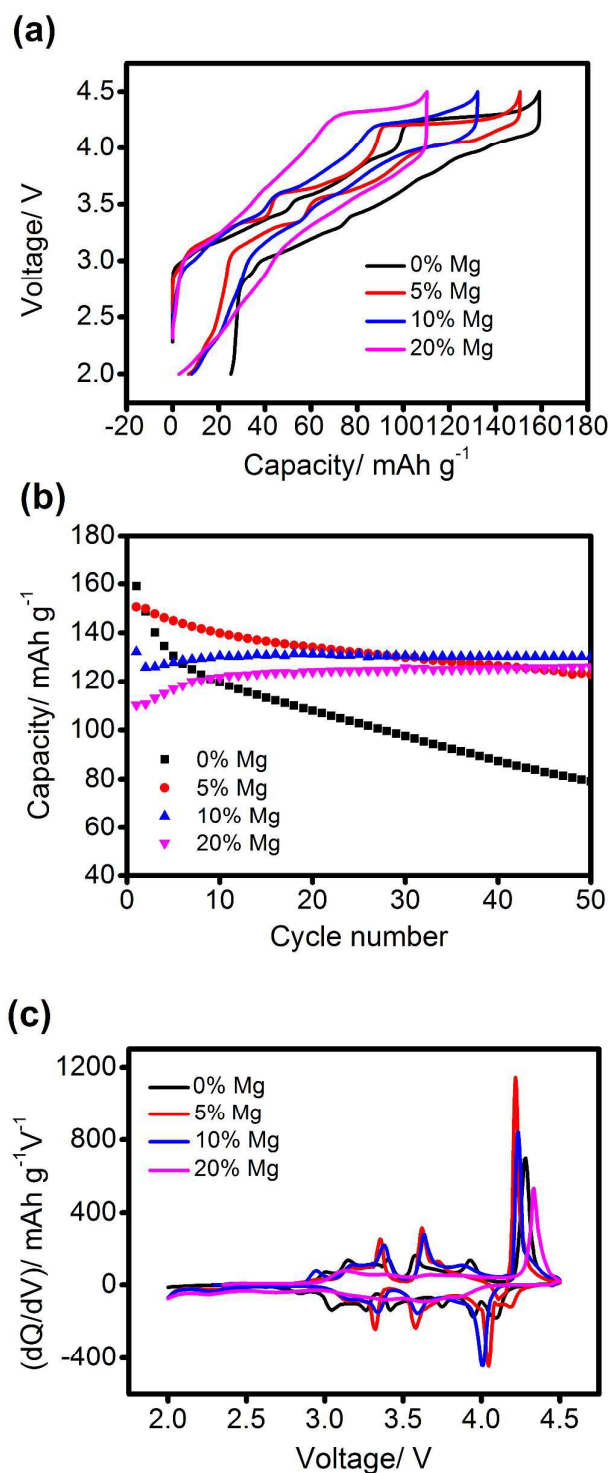 (a)
4.5
4.0
3.5
3.0
2.5
2.0
Voltage/ V
0% Mg
5% Mg
10% Mg
20% Mg
-20 0 20 40 60 80 100 120 140 160 180
Capacity/ mAh g⁻¹
(b)
180
160
140
120
100
80
60
40
Capacity/ mAh g⁻¹
0% Mg
5% Mg
10% Mg
20% Mg
0 10 20 30 40 50
Cycle number
(c)
1200
800
400
0
-400
(dQ/dV)/ mAh g⁻¹V⁻¹
0% Mg
5% Mg
10% Mg
20% Mg
2.0 2.5 3.0 3.5 4.0 4.5
Voltage/ V